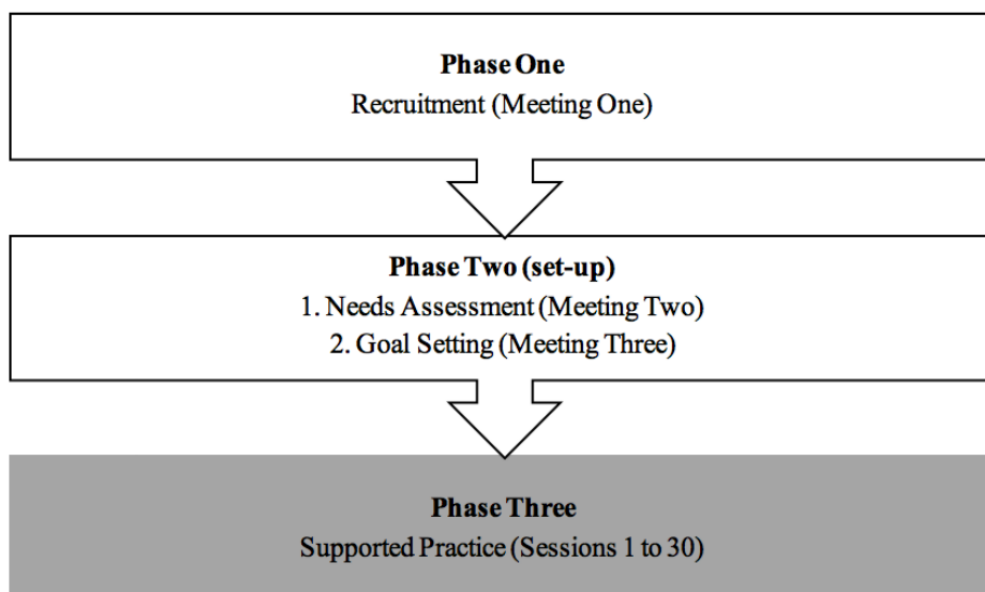 Phase One
Recruitment (Meeting One)
Phase Two (set-up)
1. Needs Assessment (Meeting Two)
2. Goal Setting (Meeting Three)
Phase Three
Supported Practice (Sessions 1 to 30)